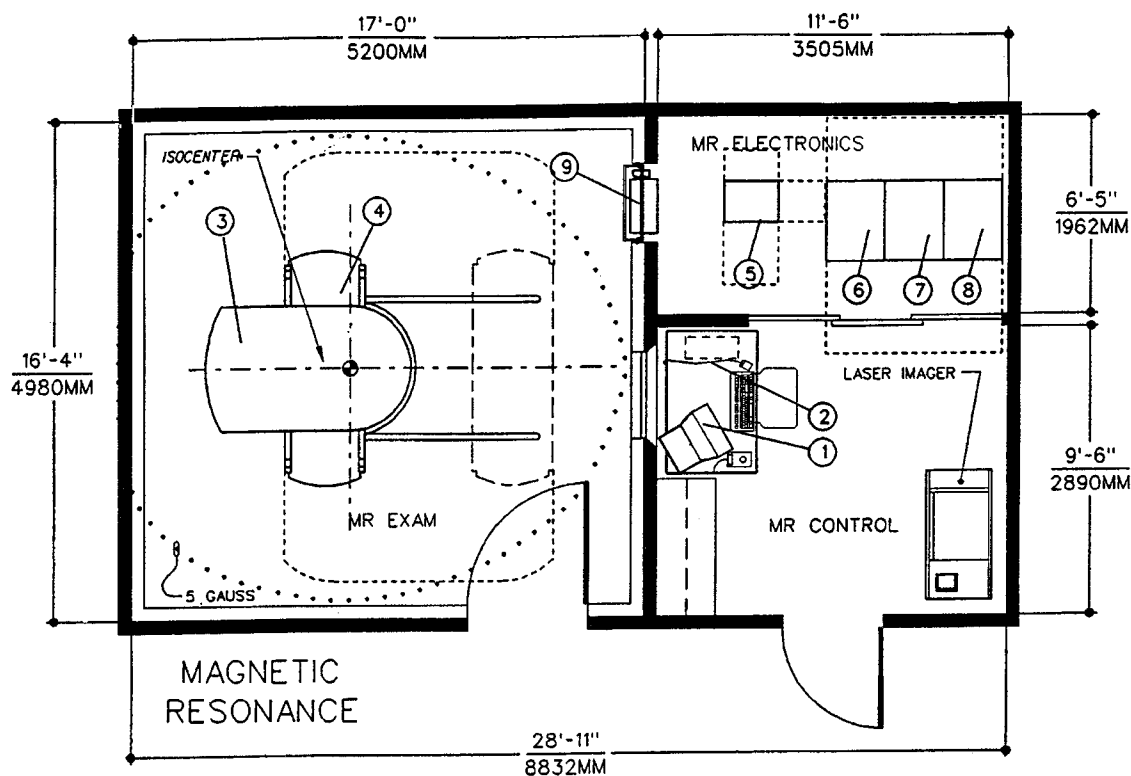 17'-0"
5200MM
11'-6"
3505MM
ISOCENTER
MR ELECTRONICS
9
3
4
5
6
7
8
6'-5"
1962MM
16'-4"
4980MM
LASER IMAGER
2
1
9'-6"
2890MM
MR EXAM
MR CONTROL
5 GAUSS
MAGNETIC
RESONANCE
28'-11"
8832MM